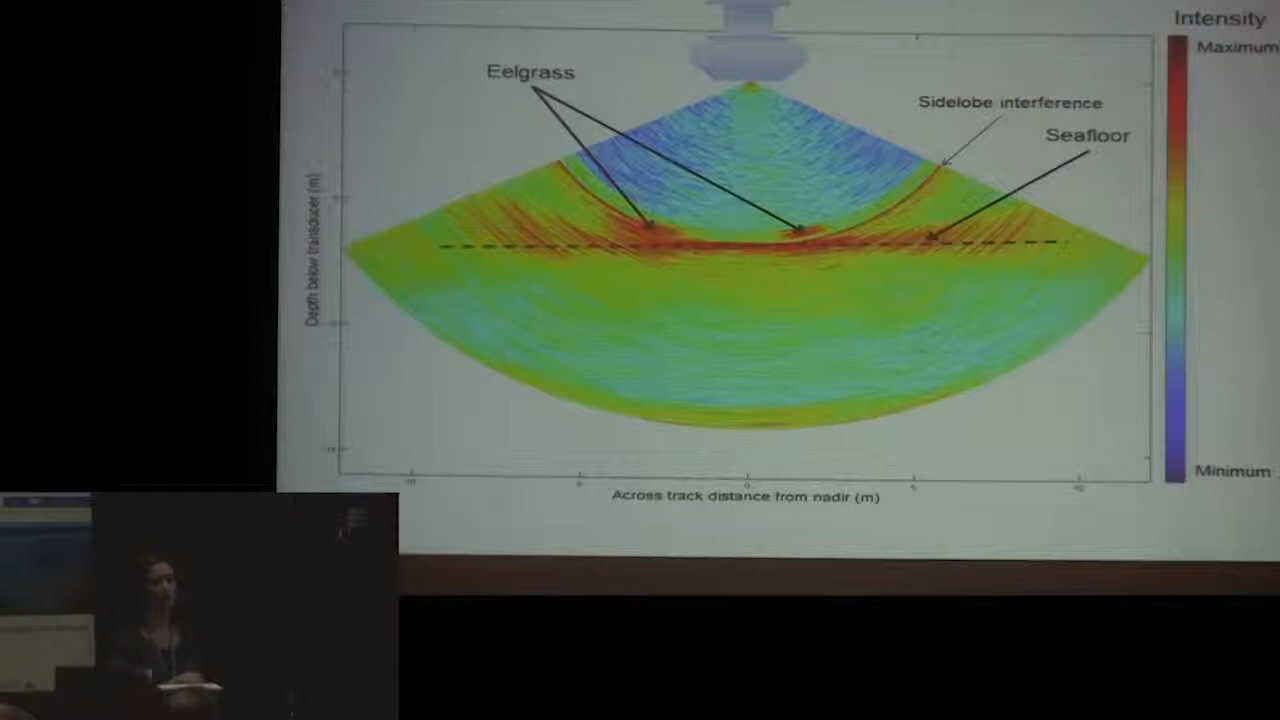 Intensity
Maximum
Eelgrass
Sidelobe interference
Seafloor
Depth below transducer (m)
Minimum
Across track distance from nadir (m)